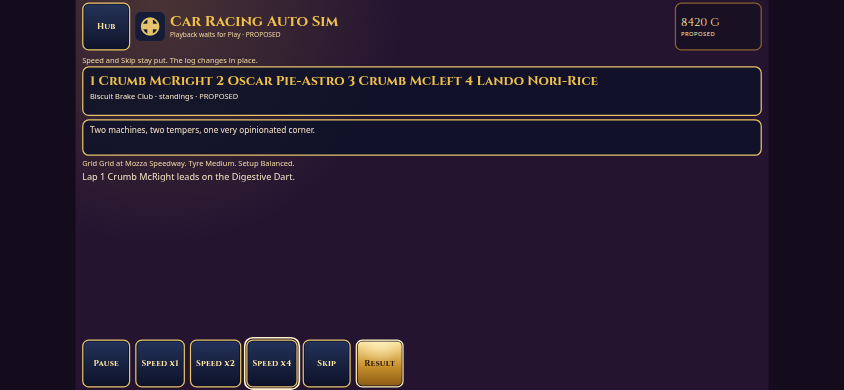 Hub
Car Racing Auto Sim
Playback waits for Play · PROPOSED
8420 G
PROPOSED
Speed and Skip stay put. The log changes in place.
1 Crumb McRight 2 Oscar Pie-Astro 3 Crumb McLeft 4 Lando Nori-Rice
Biscuit Brake Club · standings · PROPOSED
Two machines, two tempers, one very opinionated corner.
Grid Grid at Mozza Speedway. Tyre Medium. Setup Balanced.
Lap 1 Crumb McRight leads on the Digestive Dart.
Pause
Speed x1
Speed x2
Speed x4
Skip
Result